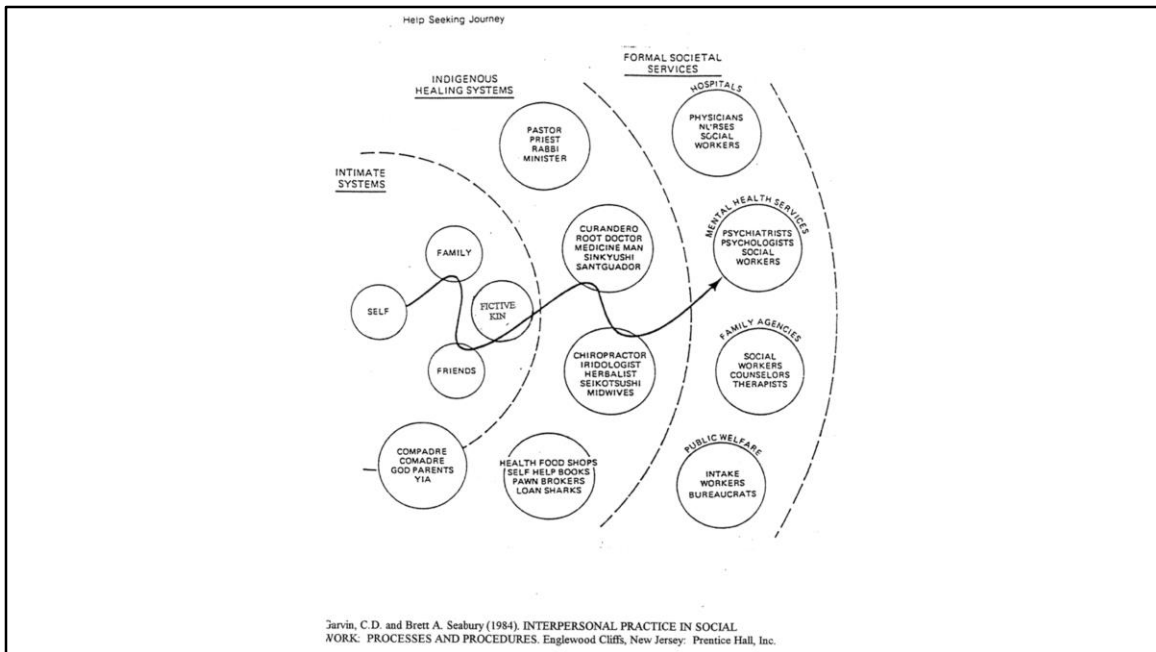 Help Seeking Journey
FORMAL SOCIETAL
SERVICES
INDIGENOUS
HEALING SYSTEMS
INTIMATE
SYSTEMS
SELF
FAMILY
FRIENDS
FICTIVE
KIN
COMPADRE
COMADRE
GOD PARENTS
YIA
PASTOR
PRIEST
RABBI
MINISTER
CURANDERO
ROOT DOCTOR
MEDICINE MAN
SINKYUSHI
SANTGUADOR
CHIROPRACTOR
IRIDOLOGIST
HERBALIST
SEIKOTSUSHI
MIDWIVES
HEALTH FOOD SHOPS
SELF HELP BOOKS
PAWN BROKERS
LOAN SHARKS
HOSPITALS
PHYSICIANS
NURSES
SOCIAL
WORKERS
MENTAL HEALTH SERVICES
PSYCHIATRISTS
PSYCHOLOGISTS
SOCIAL
WORKERS
FAMILY AGENCIES
SOCIAL
WORKERS
COUNSELORS
THERAPISTS
PUBLIC WELFARE
INTAKE
WORKERS
BUREAUCRATS
Garvin, C.D. and Brett A. Seabury (1984). INTERPERSONAL PRACTICE IN SOCIAL
WORK: PROCESSES AND PROCEDURES. Englewood Cliffs, New Jersey: Prentice Hall, Inc.